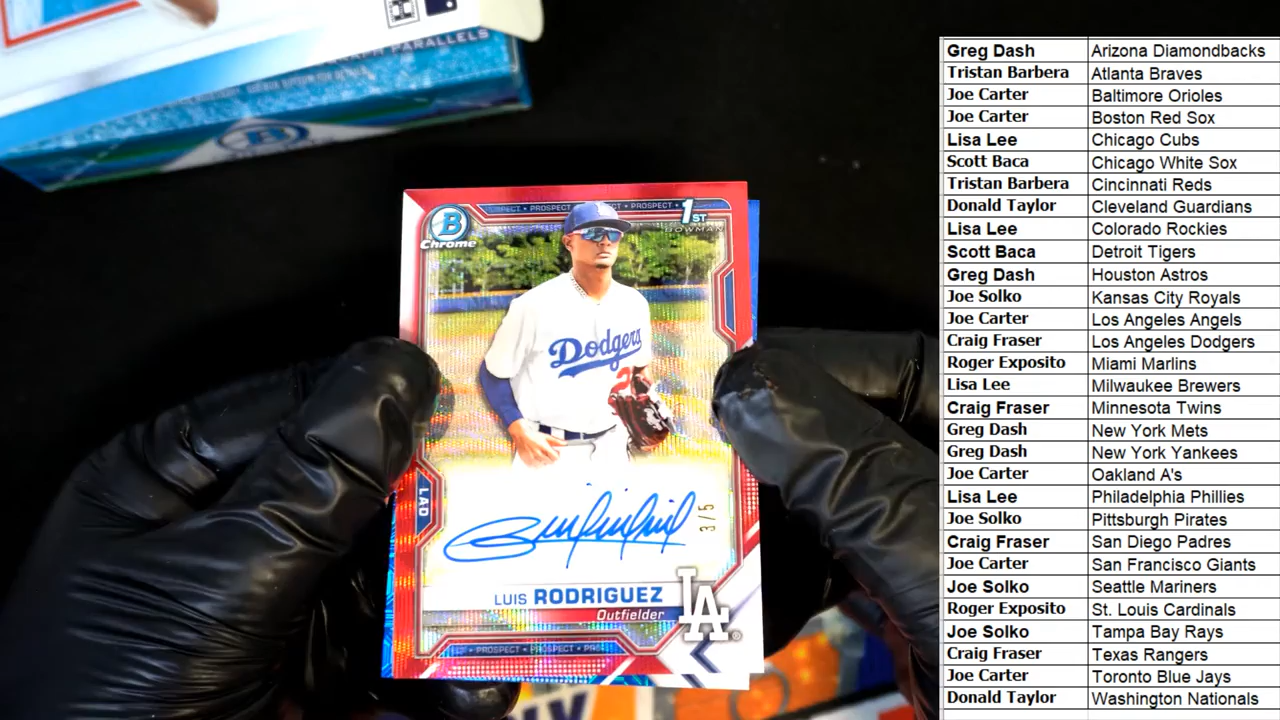 GRAPH PARALLELS
B
PROSPECT • PROSPECT • PROSPECT
1ST
BOWMAN
B
Chrome
Dodgers
LAD
3/5
LUIS RODRIGUEZ
Outfielder
LA
PROSPECT • PROSPECT • PROS
Greg Dash Arizona Diamondbacks
Tristan Barbera Atlanta Braves
Joe Carter Baltimore Orioles
Joe Carter Boston Red Sox
Lisa Lee Chicago Cubs
Scott Baca Chicago White Sox
Tristan Barbera Cincinnati Reds
Donald Taylor Cleveland Guardians
Lisa Lee Colorado Rockies
Scott Baca Detroit Tigers
Greg Dash Houston Astros
Joe Solko Kansas City Royals
Joe Carter Los Angeles Angels
Craig Fraser Los Angeles Dodgers
Roger Exposito Miami Marlins
Lisa Lee Milwaukee Brewers
Craig Fraser Minnesota Twins
Greg Dash New York Mets
Greg Dash New York Yankees
Joe Carter Oakland A's
Lisa Lee Philadelphia Phillies
Joe Solko Pittsburgh Pirates
Craig Fraser San Diego Padres
Joe Carter San Francisco Giants
Joe Solko Seattle Mariners
Roger Exposito St. Louis Cardinals
Joe Solko Tampa Bay Rays
Craig Fraser Texas Rangers
Joe Carter Toronto Blue Jays
Donald Taylor Washington Nationals